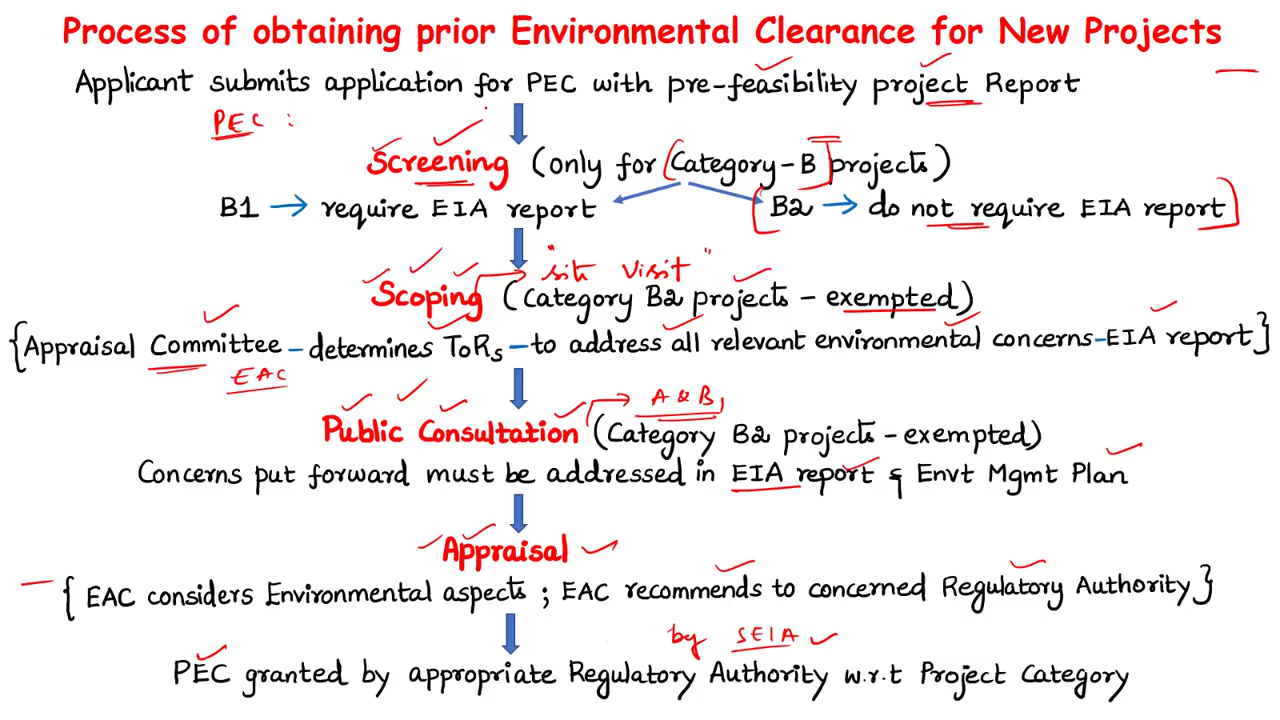 Process of obtaining prior Environmental Clearance for New Projects
Applicant submits application for PEC with pre-feasibility project Report
PEC :
Screening (only for Category-B projects)
B1 → require EIA report B2 → do not require EIA report
"site visit"
Scoping (Category B2 projects - exempted)
{Appraisal Committee - determines ToRs - to address all relevant environmental concerns - EIA report}
EAC
A & B1
Public Consultation (Category B2 projects - exempted)
Concerns put forward must be addressed in EIA report & Envt Mgmt Plan
Appraisal
{EAC considers Environmental aspects ; EAC recommends to concerned Regulatory Authority}
by SEIA
PEC granted by appropriate Regulatory Authority w.r.t Project Category